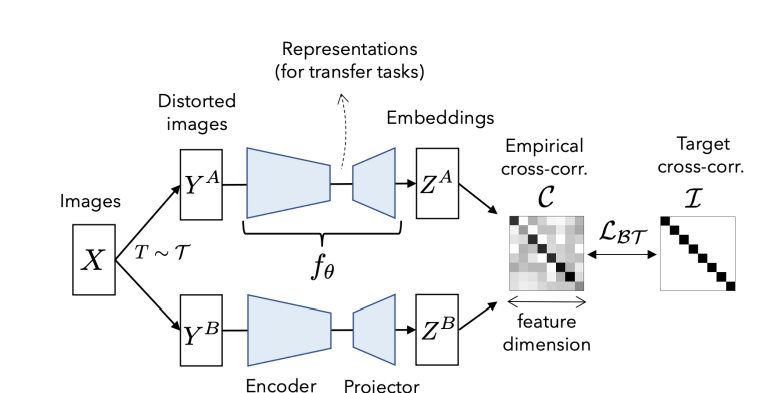 Representations
(for transfer tasks)
Distorted
images
Embeddings
Empirical
cross-corr.
Target
cross-corr.
Images
Y^A
Z^A
𝒞
ℐ
X
T ~ 𝒯
f_θ
ℒ_ℬ𝒯
Y^B
Z^B
feature
dimension
Encoder
Projector